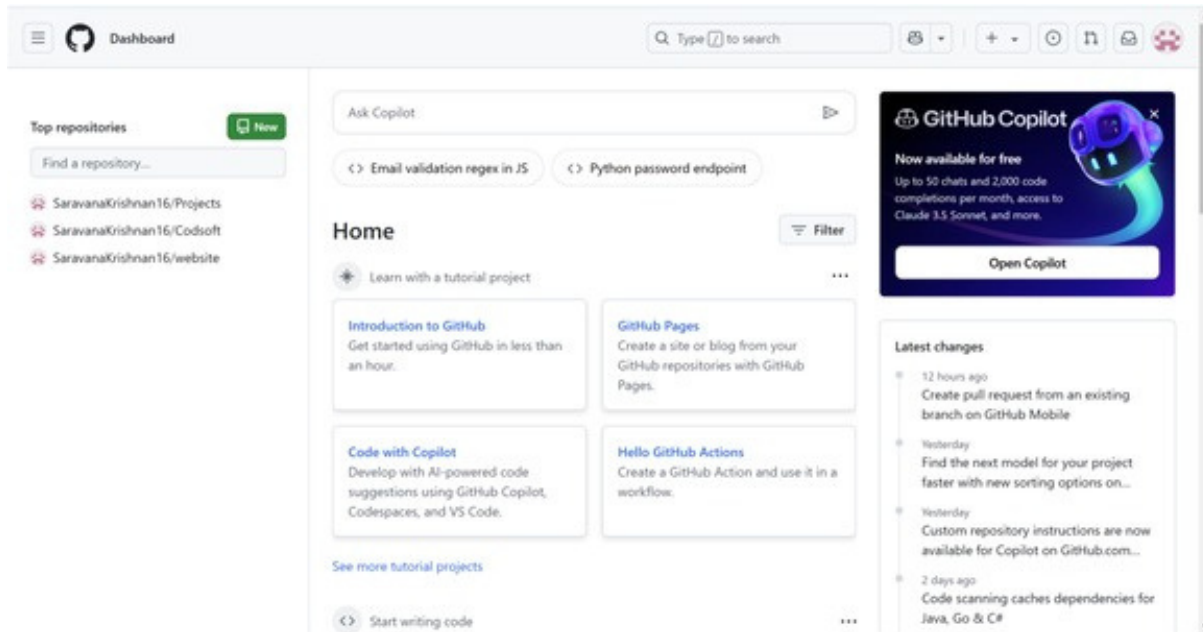 Dashboard
Type / to search
Top repositories
New
Find a repository...
SaravanaKrishnan16/Projects
SaravanaKrishnan16/Codsoft
SaravanaKrishnan16/website
Ask Copilot
<> Email validation regex in JS
<> Python password endpoint
Home
Filter
Learn with a tutorial project
Introduction to GitHub
Get started using GitHub in less than
an hour.
GitHub Pages
Create a site or blog from your
GitHub repositories with GitHub
Pages.
Code with Copilot
Develop with AI-powered code
suggestions using GitHub Copilot,
Codespaces, and VS Code.
Hello GitHub Actions
Create a GitHub Action and use it in a
workflow.
See more tutorial projects
<> Start writing code
GitHub Copilot
Now available for free
Up to 50 chats and 2,000 code
completions per month, access to
Claude 3.5 Sonnet, and more.
Open Copilot
Latest changes
12 hours ago
Create pull request from an existing
branch on GitHub Mobile
Yesterday
Find the next model for your project
faster with new sorting options on...
Yesterday
Custom repository instructions are now
available for Copilot on GitHub.com...
2 days ago
Code scanning caches dependencies for
Java, Go & C#